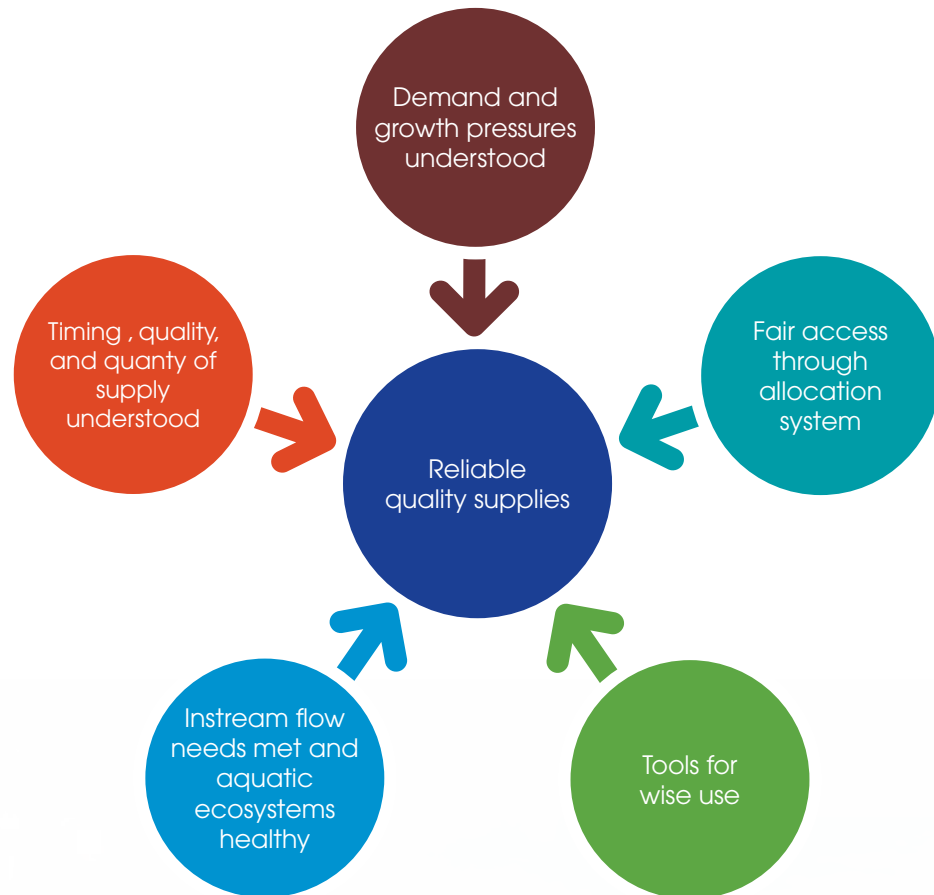 Demand and
growth pressures
understood
Timing , quality,
and quanty of
supply
understood
Fair access
through
allocation
system
Reliable
quality supplies
Instream flow
needs met and
aquatic
ecosystems
healthy
Tools for
wise use